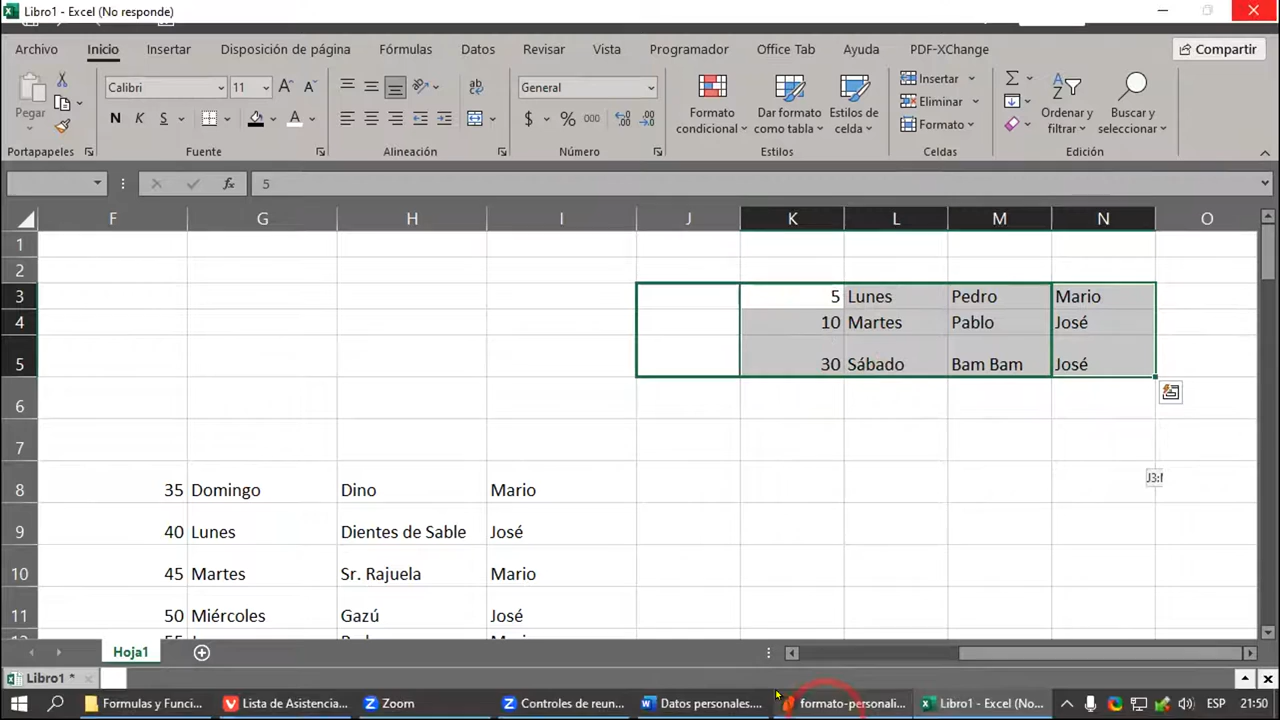 Libro1 - Excel (No responde)
Archivo Inicio Insertar Disposición de página Fórmulas Datos Revisar Vista Programador Office Tab Ayuda PDF-XChange Compartir
Pegar
Calibri 11
N K S
General
$ % 000
Formato condicional
Dar formato como tabla
Estilos de celda
Insertar
Eliminar
Formato
Ordenar y filtrar
Buscar y seleccionar
Portapapeles Fuente Alineación Número Estilos Celdas Edición
fx 5
F G H I J K L M N O
1
2
3 5 Lunes Pedro Mario
4 10 Martes Pablo José
5 30 Sábado Bam Bam José
6
7
8 35 Domingo Dino Mario
9 40 Lunes Dientes de Sable José
10 45 Martes Sr. Rajuela Mario
11 50 Miércoles Gazú José
Hoja1
Libro1 *
Formulas y Funci... Lista de Asistencia... Zoom Controles de reun... Datos personales.... formato-personali... Libro1 - Excel (No... ESP 21:50